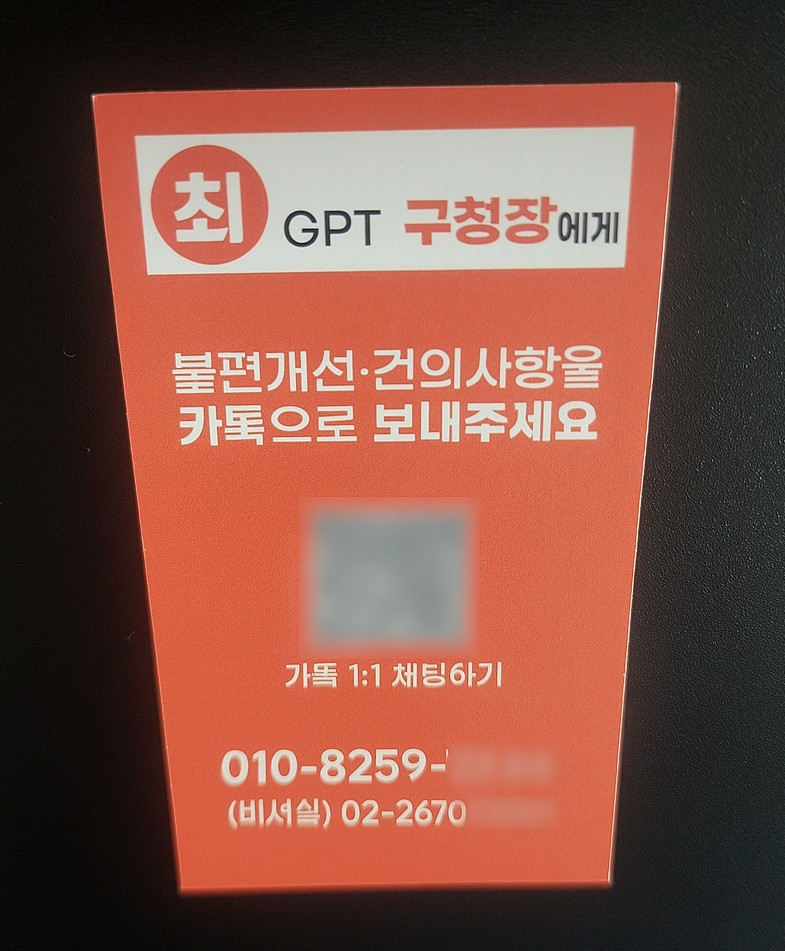 최 GPT 구청장에게
불편개선·건의사항을
카톡으로 보내주세요
가톡 1:1 채팅하기
010-8259-
(비서실) 02-2670